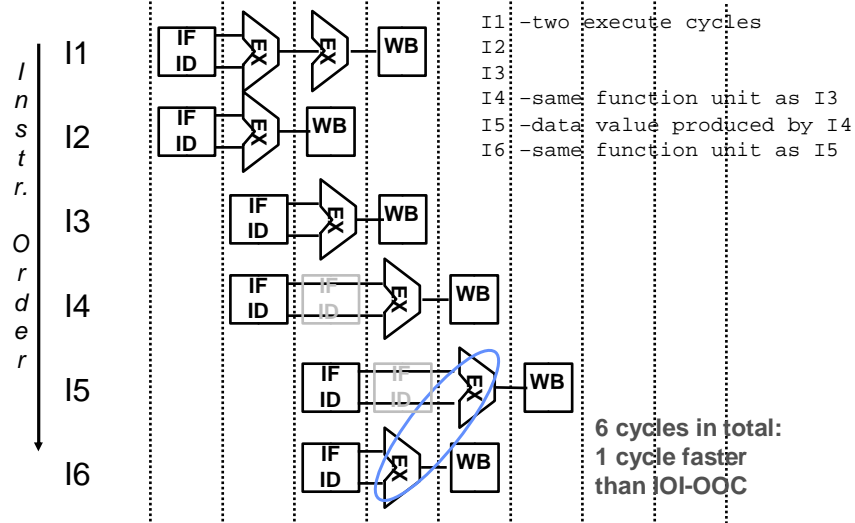 I1 –two execute cycles
I2
I3
I4 –same function unit as I3
I5 –data value produced by I4
I6 –same function unit as I5
Instr. Order
I1
IF
ID
EX
EX
WB
I2
IF
ID
EX
WB
I3
IF
ID
EX
WB
I4
IF
ID
IF
ID
EX
WB
I5
IF
ID
IF
ID
EX
WB
I6
IF
ID
EX
WB
6 cycles in total:
1 cycle faster
than IOI-OOC